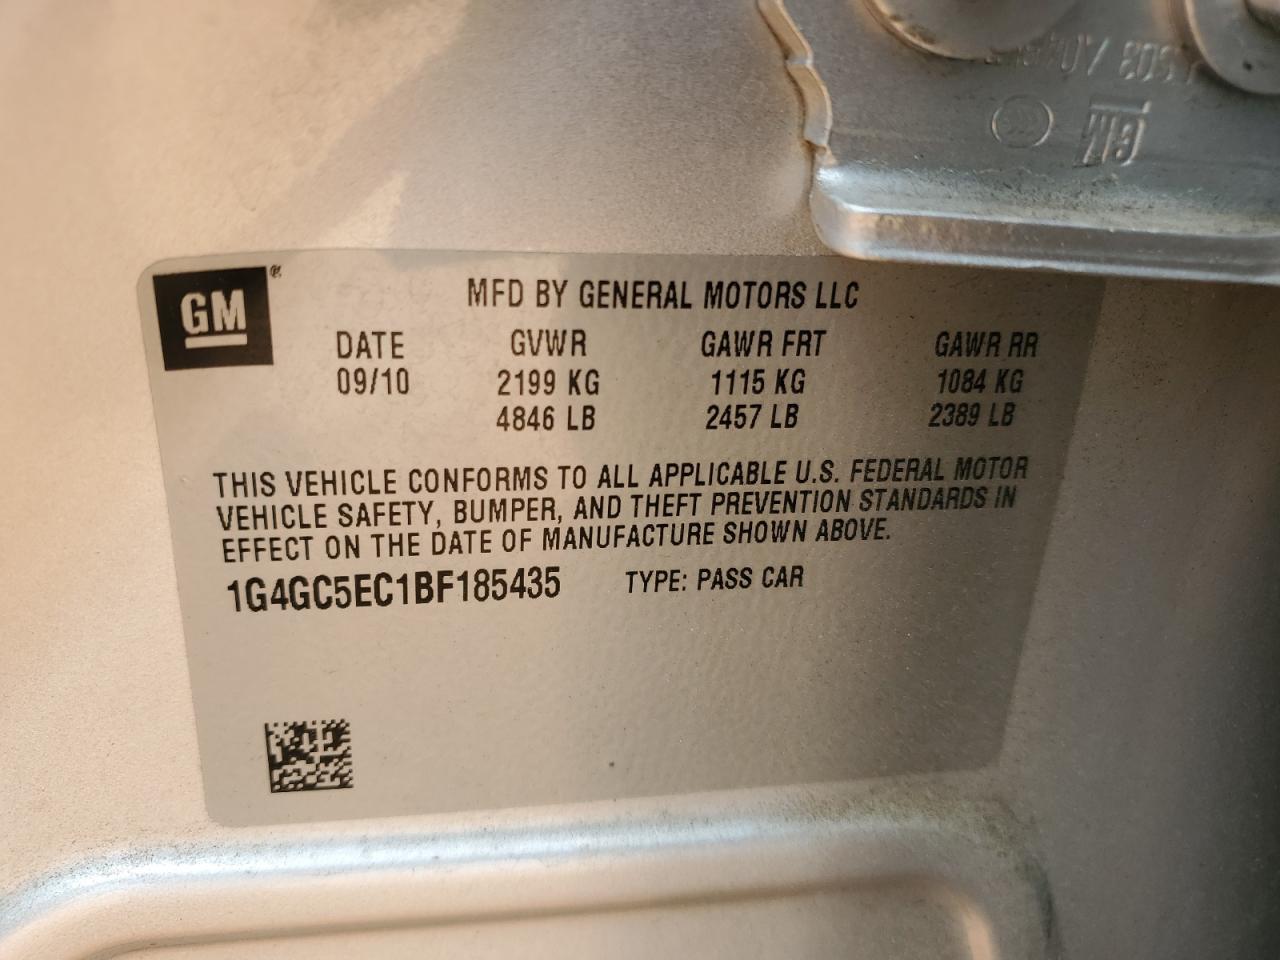 GM®
MFD BY GENERAL MOTORS LLC
DATE GVWR GAWR FRT GAWR RR
09/10 2199 KG 1115 KG 1084 KG
4846 LB 2457 LB 2389 LB
THIS VEHICLE CONFORMS TO ALL APPLICABLE U.S. FEDERAL MOTOR
VEHICLE SAFETY, BUMPER, AND THEFT PREVENTION STANDARDS IN
EFFECT ON THE DATE OF MANUFACTURE SHOWN ABOVE.
1G4GC5EC1BF185435 TYPE: PASS CAR
GM